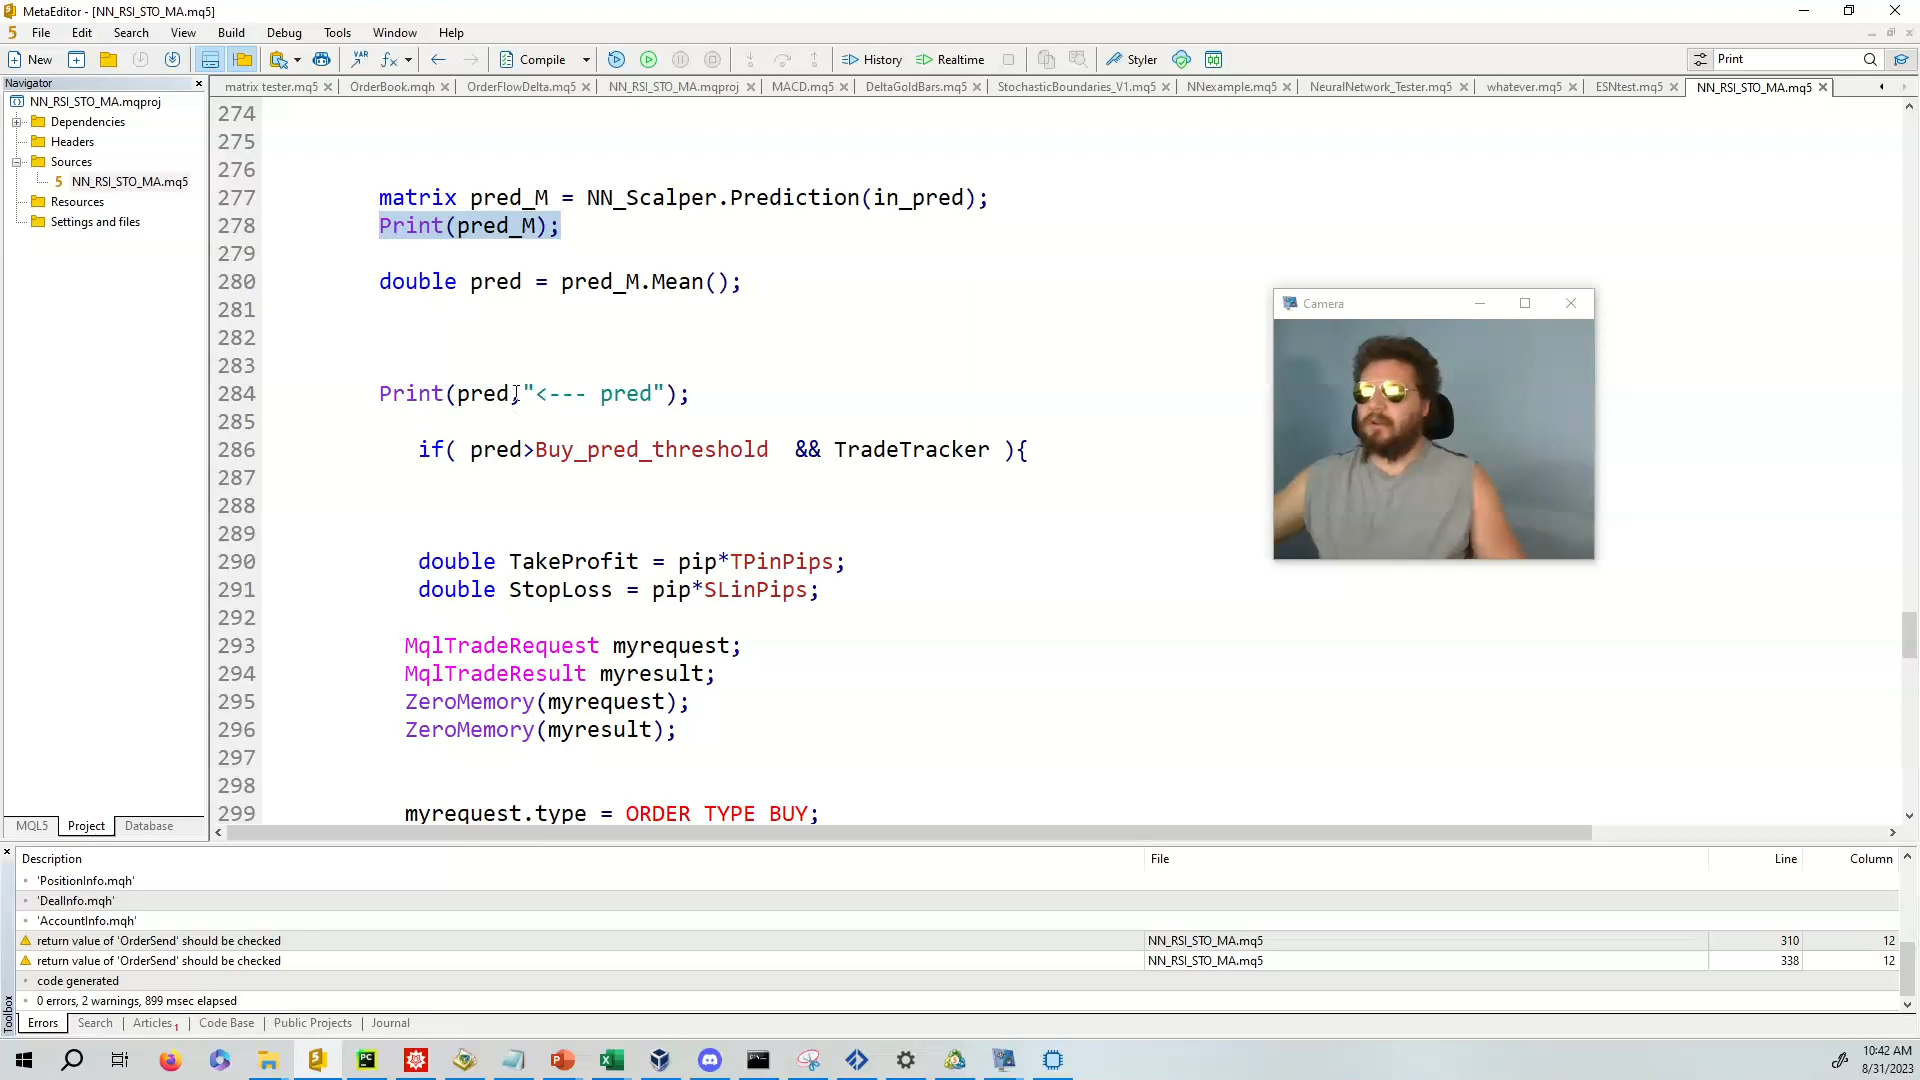 MetaEditor - [NN_RSI_STO_MA.mq5]
5 File Edit Search View Build Debug Tools Window Help
New VAR fx Compile History Realtime Styler Print
Navigator
NN_RSI_STO_MA.mqproj
Dependencies
Headers
Sources
5 NN_RSI_STO_MA.mq5
Resources
Settings and files
MQL5 Project Database
matrix tester.mq5 OrderBook.mqh OrderFlowDelta.mq5 NN_RSI_STO_MA.mqproj MACD.mq5 DeltaGoldBars.mq5 StochasticBoundaries_V1.mq5 NNexample.mq5 NeuralNetwork_Tester.mq5 whatever.mq5 ESNtest.mq5 NN_RSI_STO_MA.mq5
274
275
276
277 matrix pred_M = NN_Scalper.Prediction(in_pred);
278 Print(pred_M);
279
280 double pred = pred_M.Mean();
281
282
283
284 Print(pred,"<--- pred");
285
286 if( pred>Buy_pred_threshold && TradeTracker ){
287
288
289
290 double TakeProfit = pip*TPinPips;
291 double StopLoss = pip*SLinPips;
292
293 MqlTradeRequest myrequest;
294 MqlTradeResult myresult;
295 ZeroMemory(myrequest);
296 ZeroMemory(myresult);
297
298
299 myrequest.type = ORDER_TYPE_BUY;
Camera
Description File Line Column
'PositionInfo.mqh'
'DealInfo.mqh'
'AccountInfo.mqh'
return value of 'OrderSend' should be checked NN_RSI_STO_MA.mq5 310 12
return value of 'OrderSend' should be checked NN_RSI_STO_MA.mq5 338 12
code generated
0 errors, 2 warnings, 899 msec elapsed
Toolbox
Errors Search Articles 1 Code Base Public Projects Journal
10:42 AM
8/31/2023